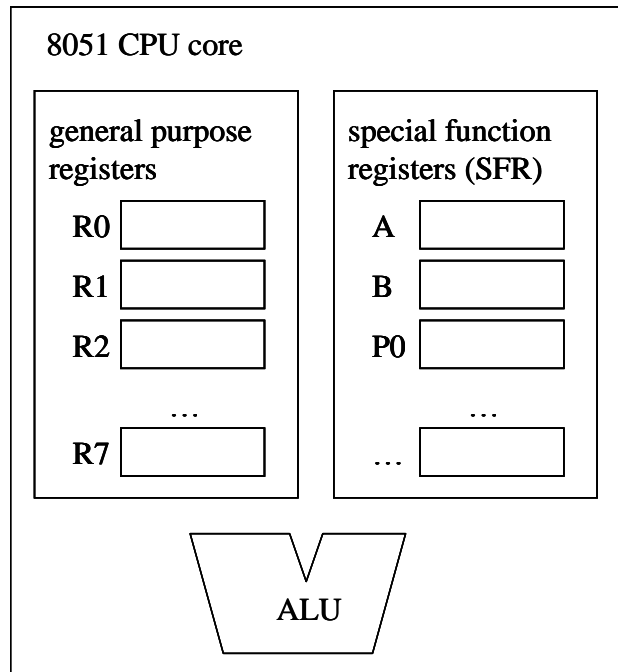 8051 CPU core
general purpose
registers
R0
R1
R2
...
R7
special function
registers (SFR)
A
B
P0
...
...
ALU